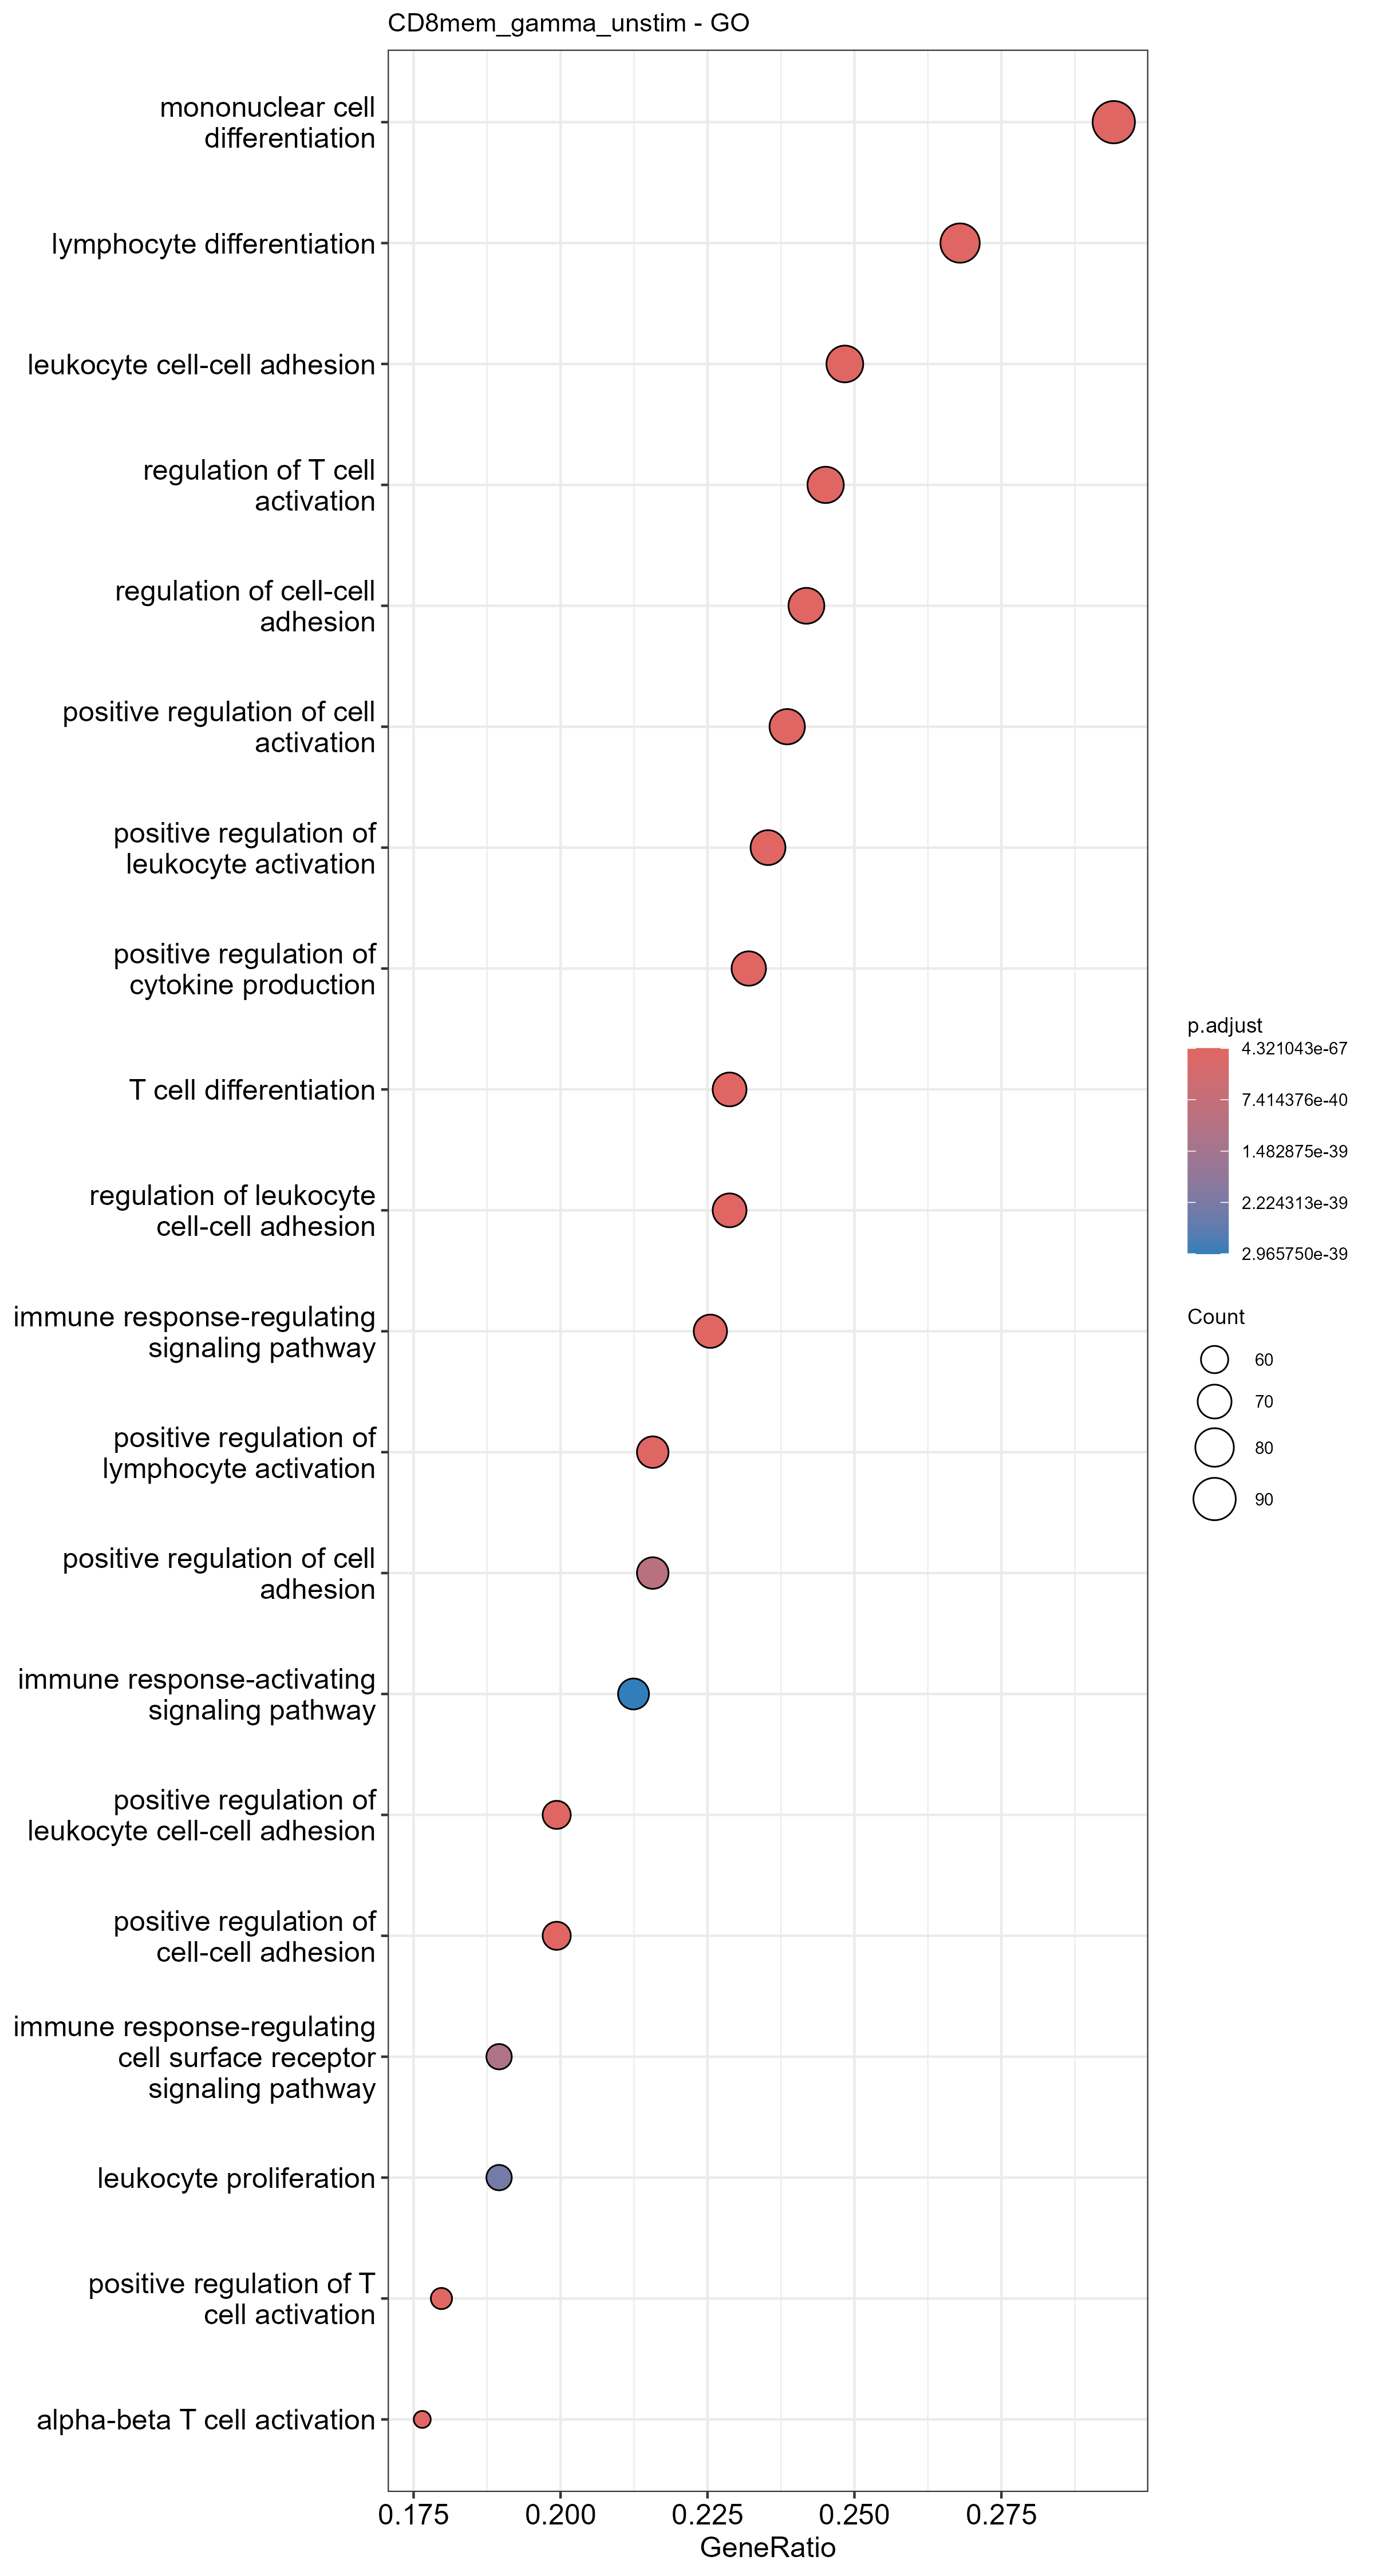 CD8mem_gamma_unstim - GO
mononuclear cell
differentiation
lymphocyte differentiation
leukocyte cell-cell adhesion
regulation of T cell
activation
regulation of cell-cell
adhesion
positive regulation of cell
activation
positive regulation of
leukocyte activation
positive regulation of
cytokine production
T cell differentiation
regulation of leukocyte
cell-cell adhesion
immune response-regulating
signaling pathway
positive regulation of
lymphocyte activation
positive regulation of cell
adhesion
immune response-activating
signaling pathway
positive regulation of
leukocyte cell-cell adhesion
positive regulation of
cell-cell adhesion
immune response-regulating
cell surface receptor
signaling pathway
leukocyte proliferation
positive regulation of T
cell activation
alpha-beta T cell activation
0.175 0.200 0.225 0.250 0.275
GeneRatio
p.adjust
4.321043e-67
7.414376e-40
1.482875e-39
2.224313e-39
2.965750e-39
Count
60
70
80
90